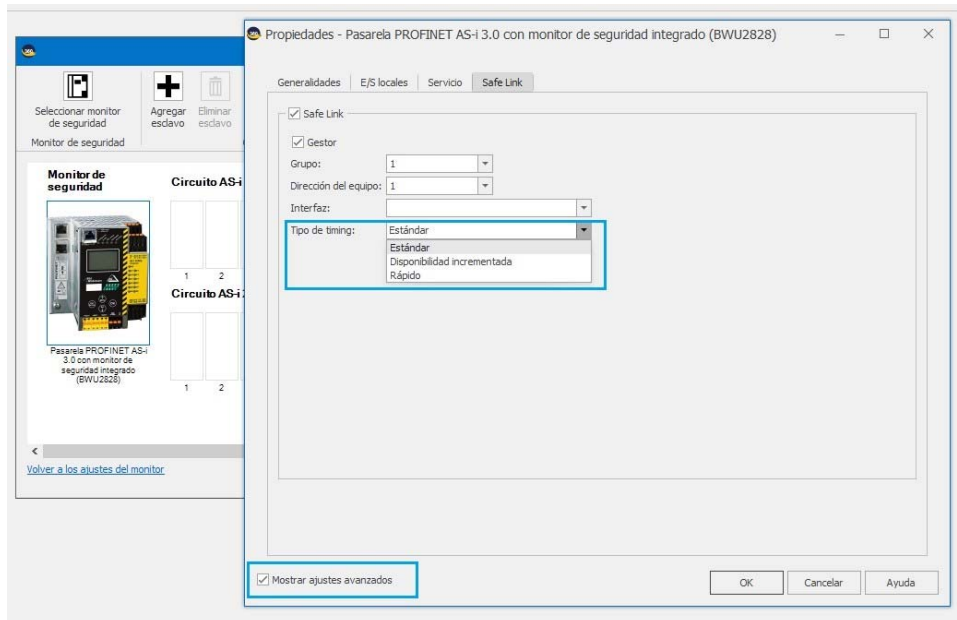 Propiedades - Pasarela PROFINET AS-i 3.0 con monitor de seguridad integrado (BWU2828)
Seleccionar monitor
de seguridad
Agregar
esclavo
Eliminar
esclavo
Monitor de seguridad
Monitor de
seguridad
Circuito AS-i
1 2
Circuito AS-i
1 2
Pasarela PROFINET AS-i
3.0 con monitor de
seguridad integrado
(BWU2828)
Volver a los ajustes del monitor
Generalidades
E/S locales
Servicio
Safe Link
Safe Link
Gestor
Grupo: 1
Dirección del equipo: 1
Interfaz:
Tipo de timing: Estándar
Estándar
Disponibilidad incrementada
Rápido
Mostrar ajustes avanzados
OK
Cancelar
Ayuda